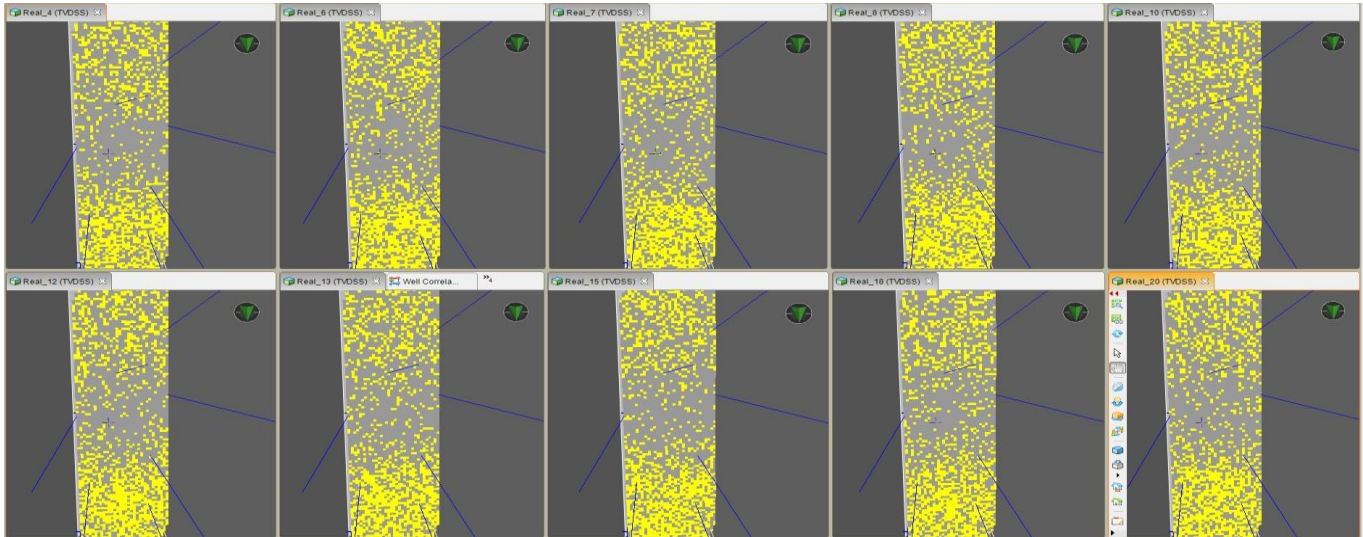 Real_4 (TVDSS)
Real_6 (TVDSS)
Real_7 (TVDSS)
Real_8 (TVDSS)
Real_10 (TVDSS)
Real_12 (TVDSS)
Real_13 (TVDSS)
Well Correla...
4
Real_15 (TVDSS)
Real_18 (TVDSS)
Real_20 (TVDSS)